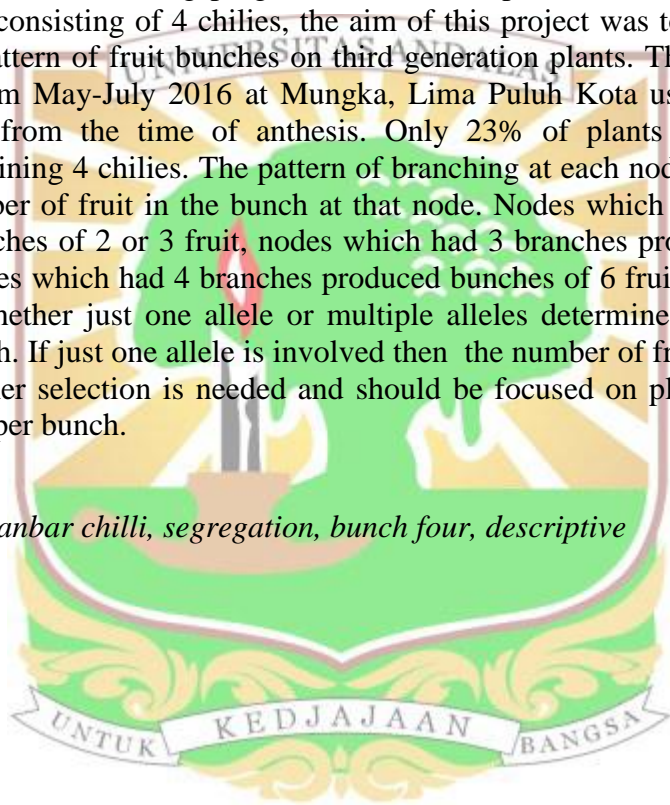 consisting of 4 chilies, the aim of this project was to
attern of fruit bunches on third generation plants. Th
m May-July 2016 at Mungka, Lima Puluh Kota us
from the time of anthesis. Only 23% of plants
ining 4 chilies. The pattern of branching at each nod
ber of fruit in the bunch at that node. Nodes which
ches of 2 or 3 fruit, nodes which had 3 branches pro
es which had 4 branches produced bunches of 6 frui
hether just one allele or multiple alleles determine
h. If just one allele is involved then the number of fr
er selection is needed and should be focused on pl
per bunch.
anbar chilli, segregation, bunch four, descriptive
UNIVERSITAS ANDALAS
UNTUK KEDJAJAAN BANGSA